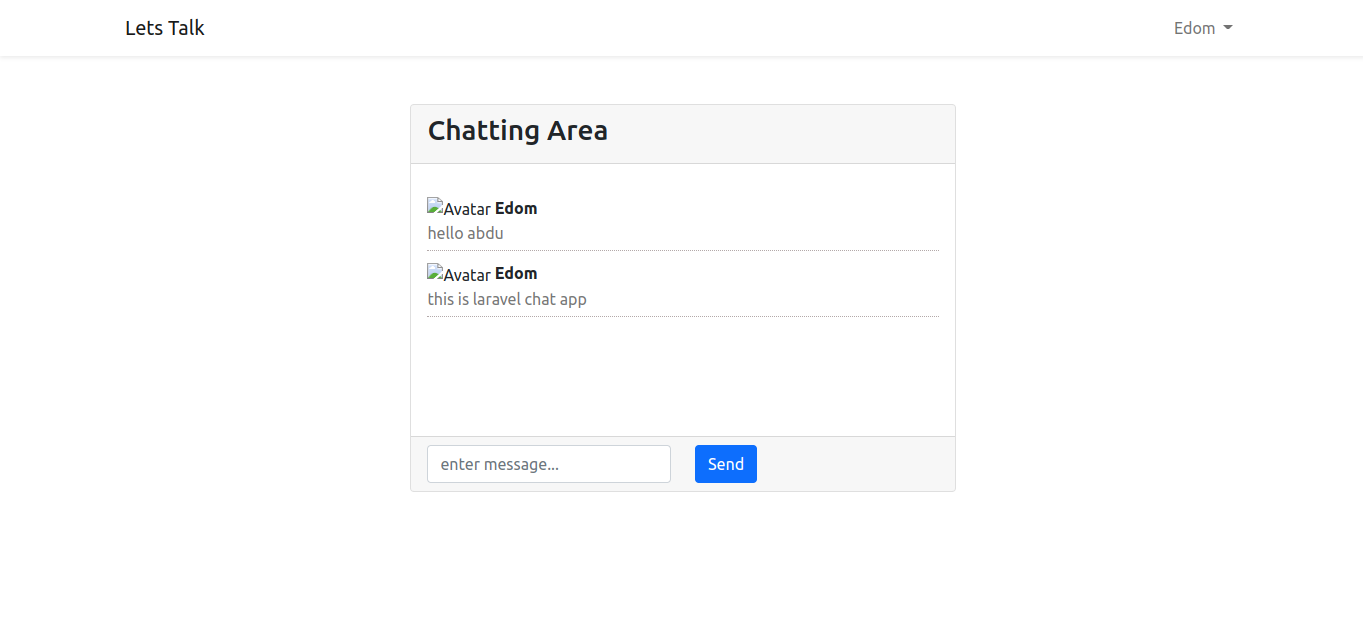 Lets Talk
Edom
Chatting Area
Avatar Edom
hello abdu
Avatar Edom
this is laravel chat app
enter message...
Send